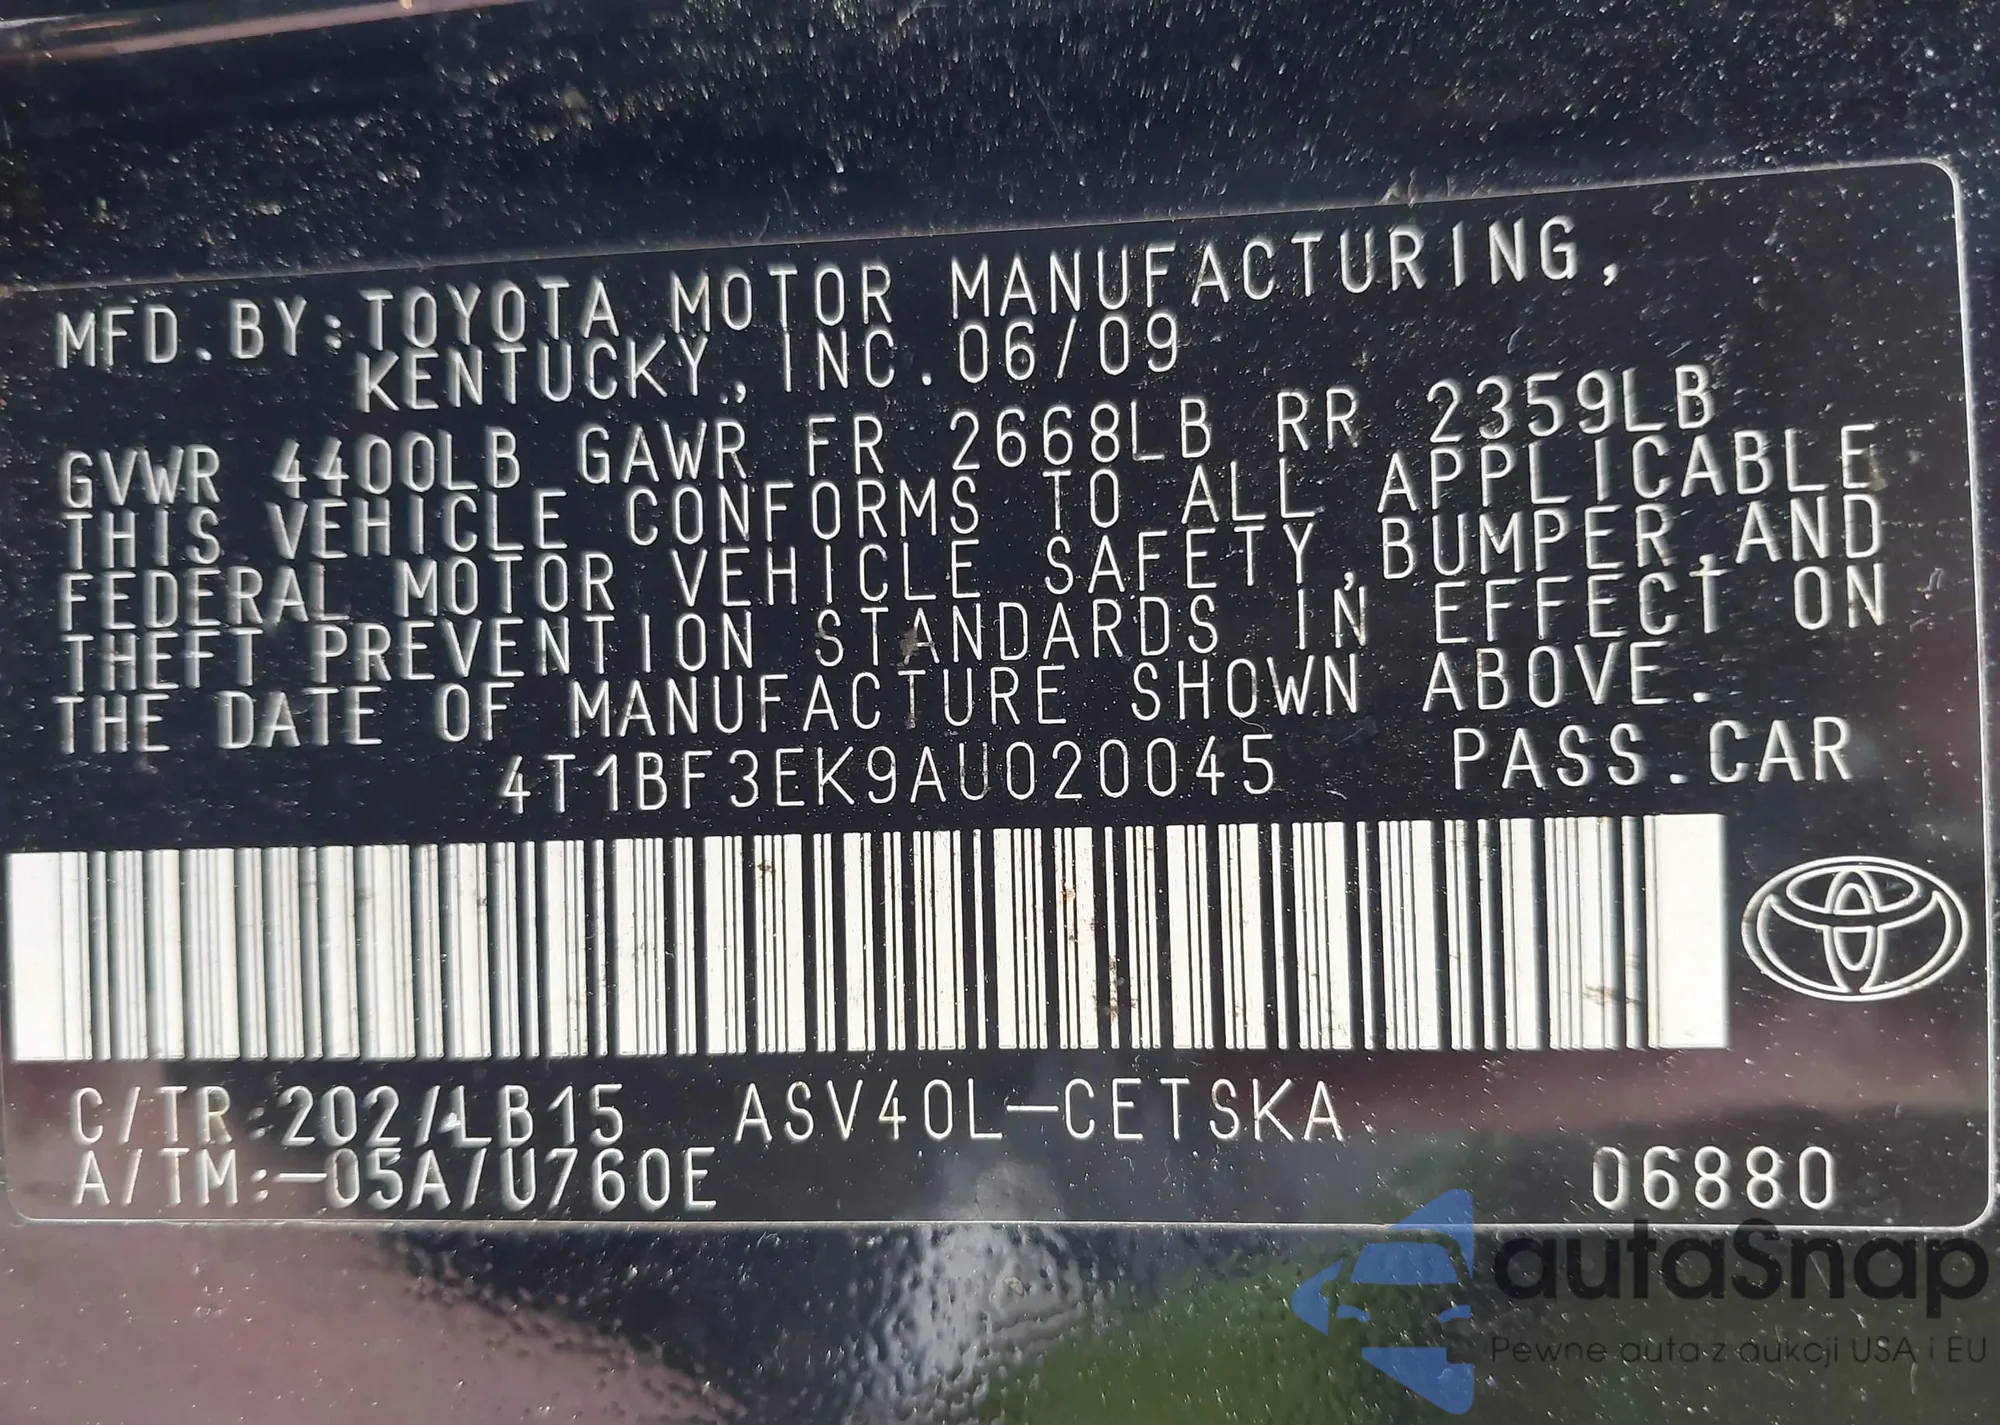 MFD.BY:TOYOTA MOTOR MANUFACTURING,
KENTUCKY, INC. 06/09
GVWR 4400LB GAWR FR 2668LB RR 2359LB
THIS VEHICLE CONFORMS TO ALL APPLICABLE
FEDERAL MOTOR VEHICLE SAFETY,BUMPER,AND
THEFT PREVENTION STANDARDS IN EFFECT ON
THE DATE OF MANUFACTURE SHOWN ABOVE.
4T1BF3EK9AU020045 PASS.CAR
C/TR:202/LB15 ASV40L-CETSKA
A/TM:-05A/U760E
06880
autaSnap
Pewne auta z aukcji USA i EU